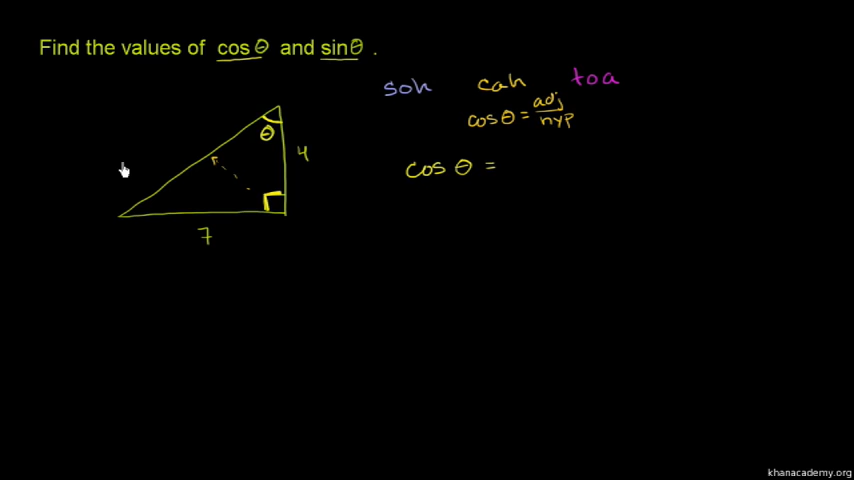 Find the values of cos θ and sin θ .
soh cah toa
cos θ = adj/hyp
cos θ =
θ
4
7
khanacademy.org